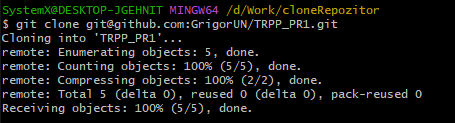 SystemX@DESKTOP-JGEHNIT MINGW64 /d/Work/cloneRepozitor
$ git clone git@github.com:GrigorUN/TRPP_PR1.git
Cloning into 'TRPP_PR1'...
remote: Enumerating objects: 5, done.
remote: Counting objects: 100% (5/5), done.
remote: Compressing objects: 100% (2/2), done.
remote: Total 5 (delta 0), reused 0 (delta 0), pack-reused 0
Receiving objects: 100% (5/5), done.